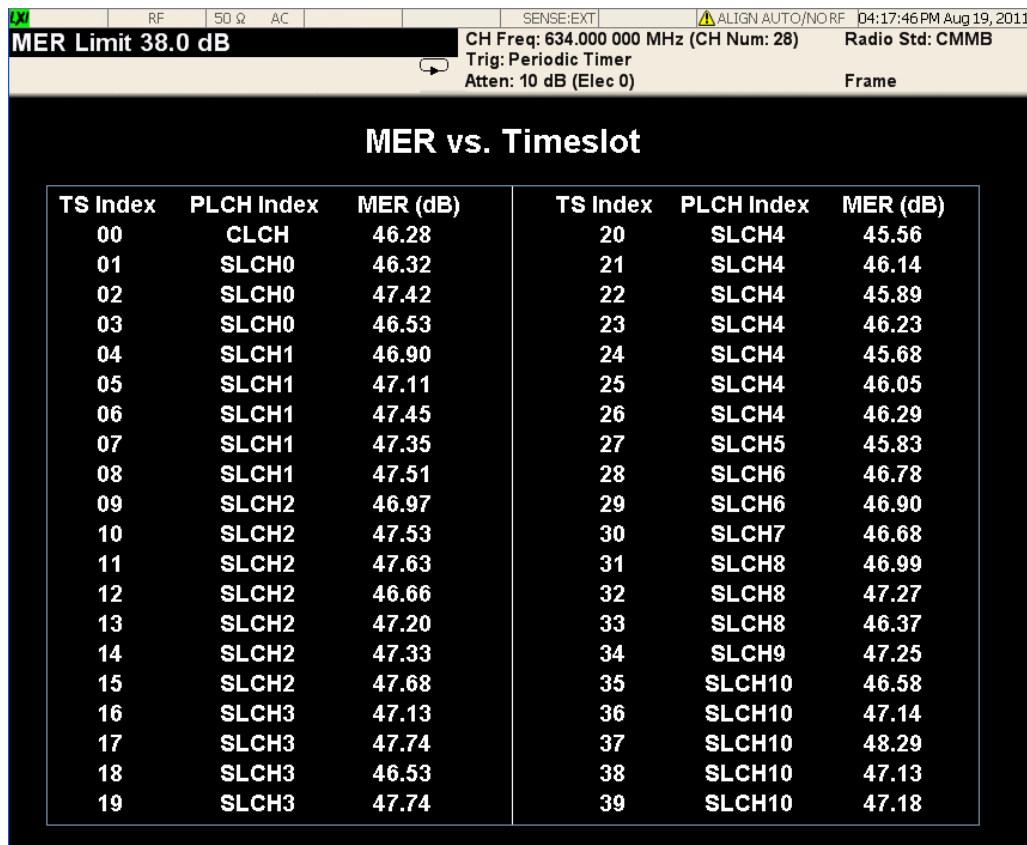 LXI RF 50 Ω AC SENSE:EXT ALIGN AUTO/NO RF 04:17:46 PM Aug 19, 2011
MER Limit 38.0 dB
CH Freq: 634.000 000 MHz (CH Num: 28) Radio Std: CMMB
Trig: Periodic Timer
Atten: 10 dB (Elec 0) Frame
MER vs. Timeslot
TS Index PLCH Index MER (dB)
00 CLCH 46.28
01 SLCH0 46.32
02 SLCH0 47.42
03 SLCH0 46.53
04 SLCH1 46.90
05 SLCH1 47.11
06 SLCH1 47.45
07 SLCH1 47.35
08 SLCH1 47.51
09 SLCH2 46.97
10 SLCH2 47.53
11 SLCH2 47.63
12 SLCH2 46.66
13 SLCH2 47.20
14 SLCH2 47.33
15 SLCH2 47.68
16 SLCH3 47.13
17 SLCH3 47.74
18 SLCH3 46.53
19 SLCH3 47.74
TS Index PLCH Index MER (dB)
20 SLCH4 45.56
21 SLCH4 46.14
22 SLCH4 45.89
23 SLCH4 46.23
24 SLCH4 45.68
25 SLCH4 46.05
26 SLCH4 46.29
27 SLCH5 45.83
28 SLCH6 46.78
29 SLCH6 46.90
30 SLCH7 46.68
31 SLCH8 46.99
32 SLCH8 47.27
33 SLCH8 46.37
34 SLCH9 47.25
35 SLCH10 46.58
36 SLCH10 47.14
37 SLCH10 48.29
38 SLCH10 47.13
39 SLCH10 47.18